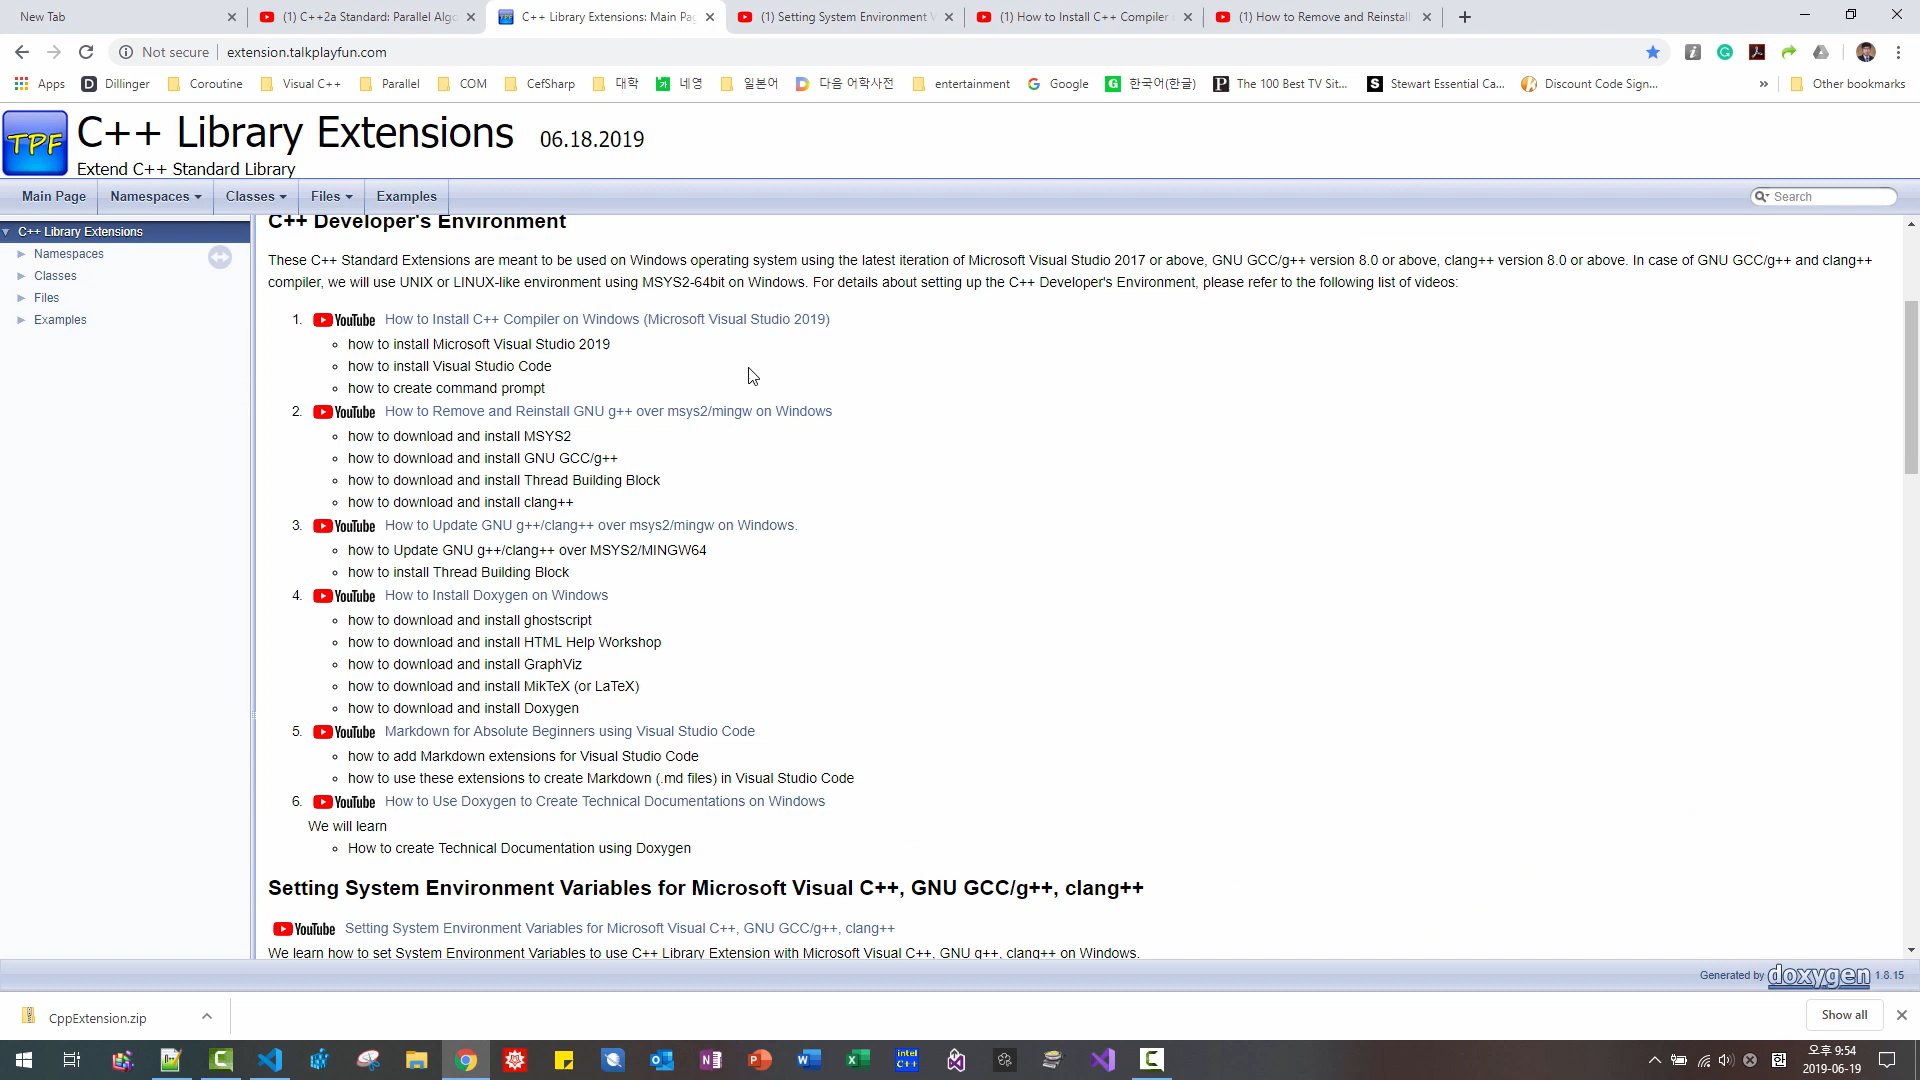 New Tab
(1) C++2a Standard: Parallel Algo
C++ Library Extensions: Main Pa
(1) Setting System Environment V
(1) How to Install C++ Compiler
(1) How to Remove and Reinstall
Not secure
extension.talkplayfun.com
Apps
Dillinger
Coroutine
Visual C++
Parallel
COM
CefSharp
대학
네영
일본어
다음 어학사전
entertainment
Google
한국어(한글)
The 100 Best TV Sit...
Stewart Essential Ca...
Discount Code Sign...
»
Other bookmarks
TPF
C++ Library Extensions 06.18.2019
Extend C++ Standard Library
Main Page
Namespaces
Classes
Files
Examples
Search
C++ Library Extensions
Namespaces
Classes
Files
Examples
C++ Developer's Environment
These C++ Standard Extensions are meant to be used on Windows operating system using the latest iteration of Microsoft Visual Studio 2017 or above, GNU GCC/g++ version 8.0 or above, clang++ version 8.0 or above. In case of GNU GCC/g++ and clang++
compiler, we will use UNIX or LINUX-like environment using MSYS2-64bit on Windows. For details about setting up the C++ Developer's Environment, please refer to the following list of videos:
1. YouTube How to Install C++ Compiler on Windows (Microsoft Visual Studio 2019)
how to install Microsoft Visual Studio 2019
how to install Visual Studio Code
how to create command prompt
2. YouTube How to Remove and Reinstall GNU g++ over msys2/mingw on Windows
how to download and install MSYS2
how to download and install GNU GCC/g++
how to download and install Thread Building Block
how to download and install clang++
3. YouTube How to Update GNU g++/clang++ over msys2/mingw on Windows.
how to Update GNU g++/clang++ over MSYS2/MINGW64
how to install Thread Building Block
4. YouTube How to Install Doxygen on Windows
how to download and install ghostscript
how to download and install HTML Help Workshop
how to download and install GraphViz
how to download and install MikTeX (or LaTeX)
how to download and install Doxygen
5. YouTube Markdown for Absolute Beginners using Visual Studio Code
how to add Markdown extensions for Visual Studio Code
how to use these extensions to create Markdown (.md files) in Visual Studio Code
6. YouTube How to Use Doxygen to Create Technical Documentations on Windows
We will learn
How to create Technical Documentation using Doxygen
Setting System Environment Variables for Microsoft Visual C++, GNU GCC/g++, clang++
YouTube Setting System Environment Variables for Microsoft Visual C++, GNU GCC/g++, clang++
We learn how to set System Environment Variables to use C++ Library Extension with Microsoft Visual C++, GNU g++, clang++ on Windows.
Generated by doxygen 1.8.15
CppExtension.zip
Show all
intel C++
오후 9:54
2019-06-19